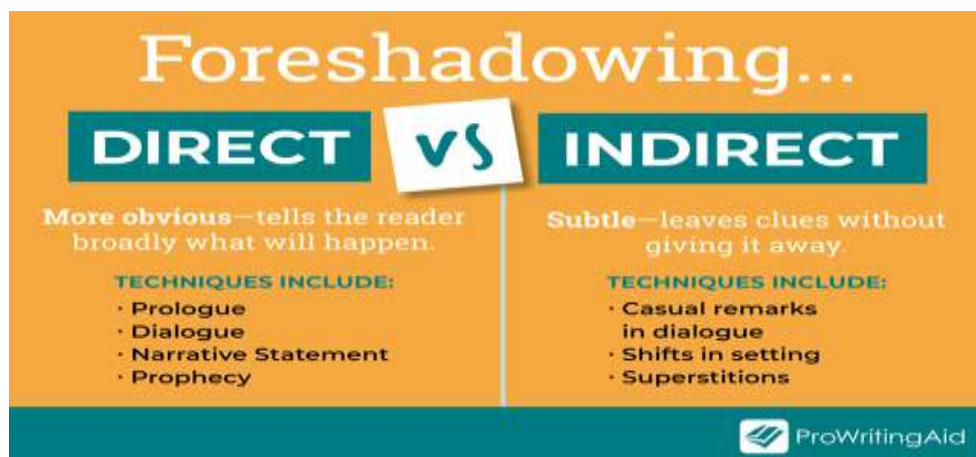 Foreshadowing...
DIRECT
vs
INDIRECT
More obvious—tells the reader
broadly what will happen.
TECHNIQUES INCLUDE:
· Prologue
· Dialogue
· Narrative Statement
· Prophecy
Subtle—leaves clues without
giving it away.
TECHNIQUES INCLUDE:
· Casual remarks
in dialogue
· Shifts in setting
· Superstitions
ProWritingAid